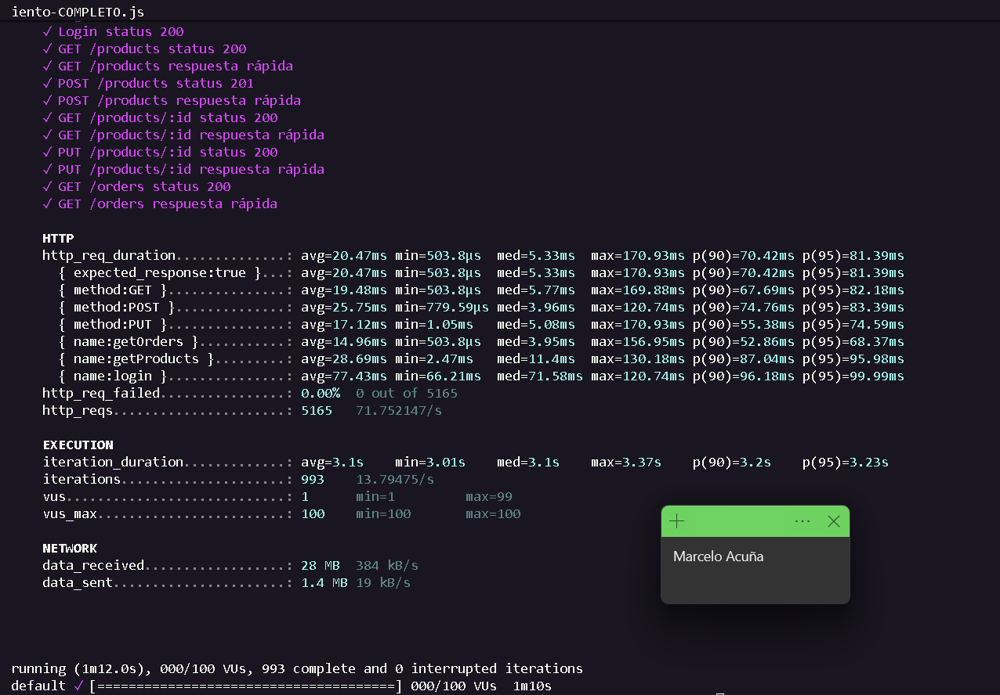 iento-COMPLETO.js
✓ Login status 200
✓ GET /products status 200
✓ GET /products respuesta rápida
✓ POST /products status 201
✓ POST /products respuesta rápida
✓ GET /products/:id status 200
✓ GET /products/:id respuesta rápida
✓ PUT /products/:id status 200
✓ PUT /products/:id respuesta rápida
✓ GET /orders status 200
✓ GET /orders respuesta rápida
HTTP
http_req_duration..............: avg=20.47ms min=503.8µs med=5.33ms max=170.93ms p(90)=70.42ms p(95)=81.39ms
{ expected_response:true }...: avg=20.47ms min=503.8µs med=5.33ms max=170.93ms p(90)=70.42ms p(95)=81.39ms
{ method:GET }...............: avg=19.48ms min=503.8µs med=5.77ms max=169.88ms p(90)=67.69ms p(95)=82.18ms
{ method:POST }..............: avg=25.75ms min=779.59µs med=3.96ms max=120.74ms p(90)=74.76ms p(95)=83.39ms
{ method:PUT }...............: avg=17.12ms min=1.05ms med=5.08ms max=170.93ms p(90)=55.38ms p(95)=74.59ms
{ name:getOrders }...........: avg=14.96ms min=503.8µs med=3.95ms max=156.95ms p(90)=52.86ms p(95)=68.37ms
{ name:getProducts }.........: avg=28.69ms min=2.47ms med=11.4ms max=130.18ms p(90)=87.04ms p(95)=95.98ms
{ name:login }...............: avg=77.43ms min=66.21ms med=71.58ms max=120.74ms p(90)=96.18ms p(95)=99.99ms
http_req_failed................: 0.00% 0 out of 5165
http_reqs......................: 5165 71.752147/s
EXECUTION
iteration_duration.............: avg=3.1s min=3.01s med=3.1s max=3.37s p(90)=3.2s p(95)=3.23s
iterations.....................: 993 13.79475/s
vus............................: 1 min=1 max=99
vus_max........................: 100 min=100 max=100
NETWORK
data_received..................: 28 MB 384 kB/s
data_sent......................: 1.4 MB 19 kB/s
Marcelo Acuña
running (1m12.0s), 000/100 VUs, 993 complete and 0 interrupted iterations
default ✓ [======================================] 000/100 VUs 1m10s